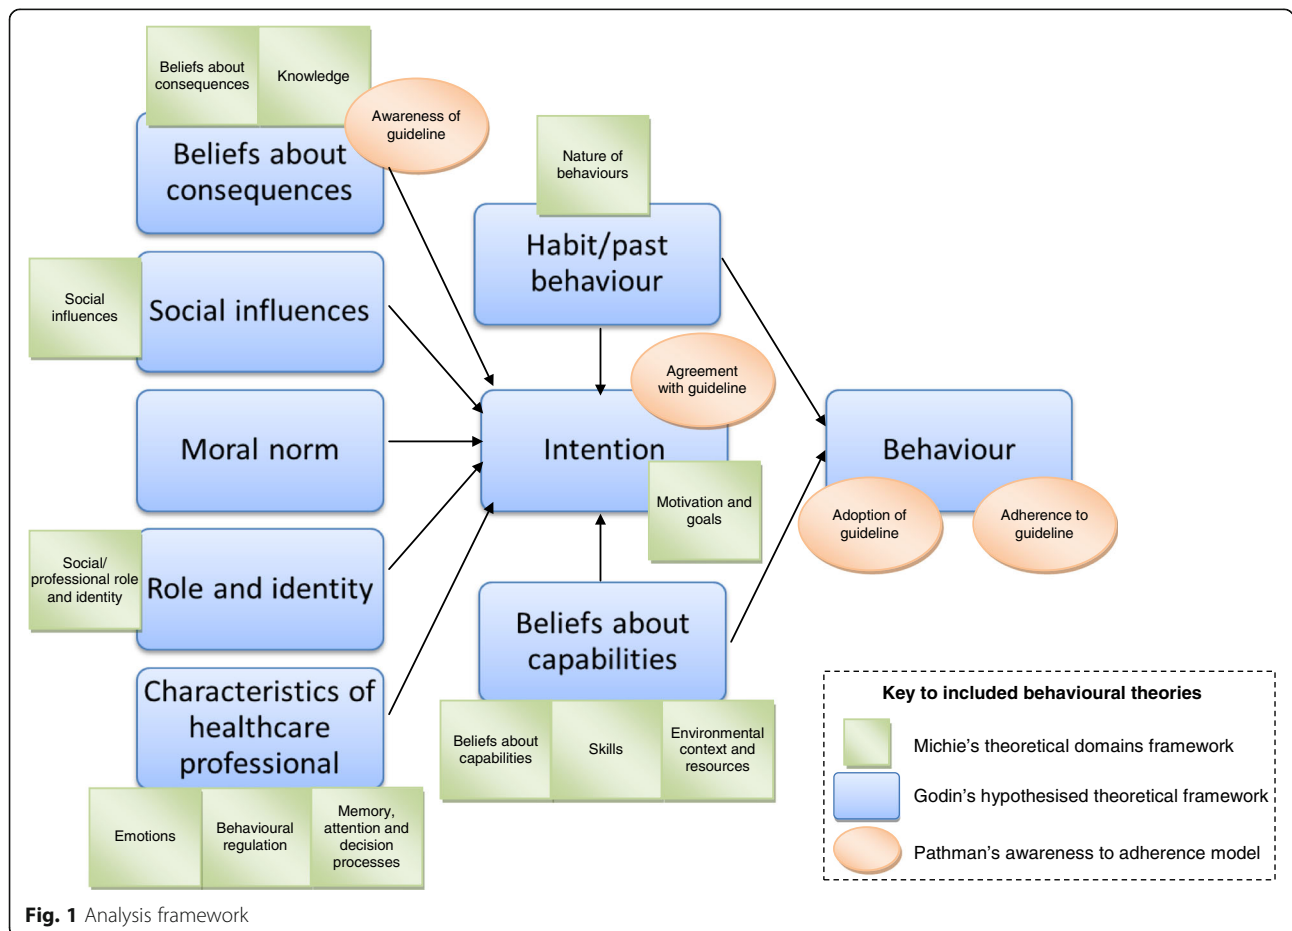 Beliefs about
consequences
Knowledge
Awareness of
guideline
Beliefs about
consequences
Nature of
behaviours
Habit/past
behaviour
Social
influences
Social influences
Agreement
with guideline
Moral norm
Intention
Behaviour
Motivation and
goals
Adoption of
guideline
Adherence to
guideline
Social/
professional role
and identity
Role and identity
Beliefs about
capabilities
Characteristics of
healthcare
professional
Beliefs about
capabilities
Skills
Environmental
context and
resources
Emotions
Behavioural
regulation
Memory,
attention and
decision
processes
Key to included behavioural theories
Michie’s theoretical domains framework
Godin’s hypothesised theoretical framework
Pathman’s awareness to adherence model
Fig. 1 Analysis framework